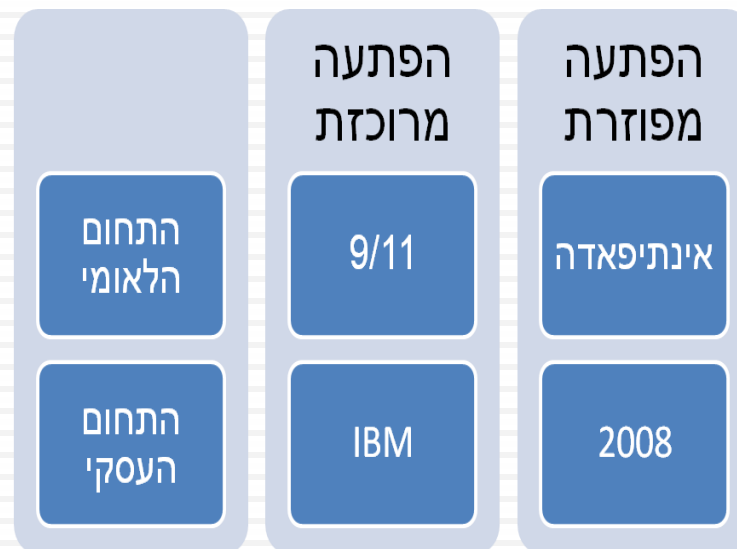 הפתעה
מרוכזת
הפתעה
מפוזרת
התחום
הלאומי
9/11
אינתיפאדה
התחום
העסקי
IBM
2008